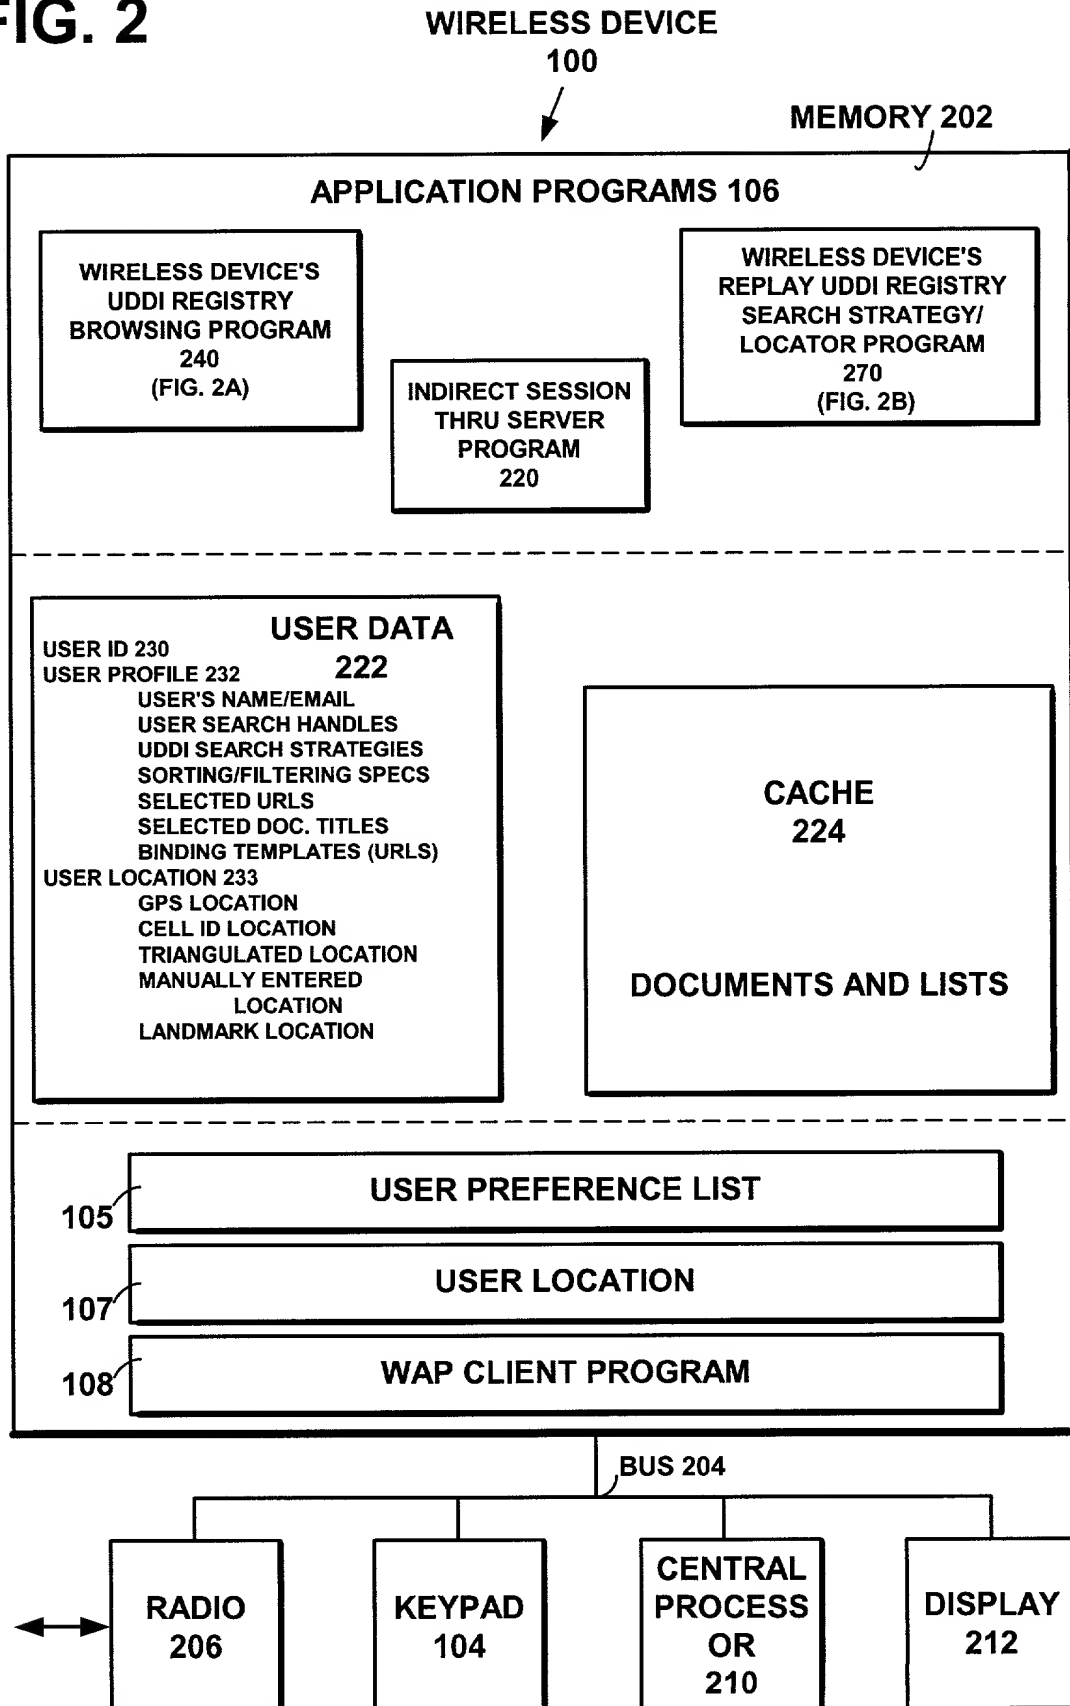 FIG. 2
WIRELESS DEVICE
100
MEMORY 202
APPLICATION PROGRAMS 106
WIRELESS DEVICE'S
UDDI REGISTRY
BROWSING PROGRAM
240
(FIG. 2A)
INDIRECT SESSION
THRU SERVER
PROGRAM
220
WIRELESS DEVICE'S
REPLAY UDDI REGISTRY
SEARCH STRATEGY/
LOCATOR PROGRAM
270
(FIG. 2B)
USER DATA
222
USER ID 230
USER PROFILE 232
USER'S NAME/EMAIL
USER SEARCH HANDLES
UDDI SEARCH STRATEGIES
SORTING/FILTERING SPECS
SELECTED URLS
SELECTED DOC. TITLES
BINDING TEMPLATES (URLS)
USER LOCATION 233
GPS LOCATION
CELL ID LOCATION
TRIANGULATED LOCATION
MANUALLY ENTERED
LOCATION
LANDMARK LOCATION
CACHE
224
DOCUMENTS AND LISTS
105
USER PREFERENCE LIST
107
USER LOCATION
108
WAP CLIENT PROGRAM
BUS 204
RADIO
206
KEYPAD
104
CENTRAL
PROCESS
OR
210
DISPLAY
212